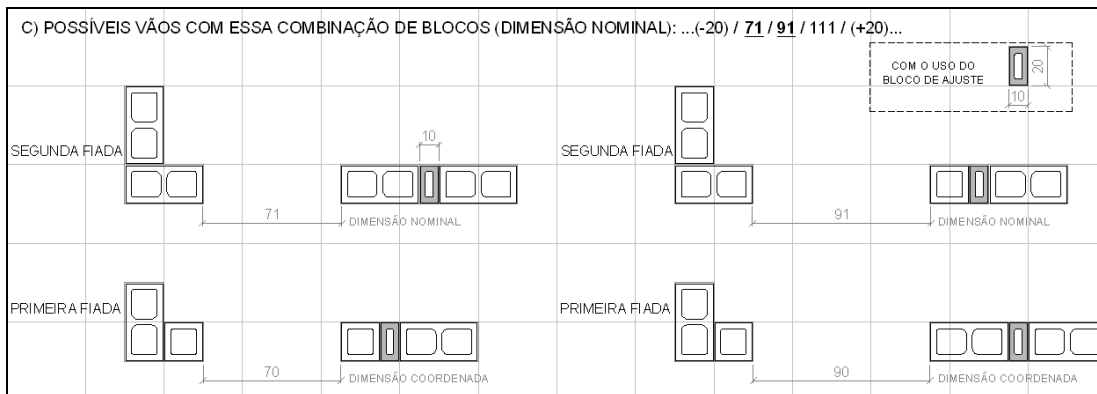 C) POSSÍVEIS VÃOS COM ESSA COMBINAÇÃO DE BLOCOS (DIMENSÃO NOMINAL): ...(-20) / 71 / 91 / 111 / (+20)...
COM O USO DO
BLOCO DE AJUSTE
20
10
SEGUNDA FIADA
10
71
DIMENSÃO NOMINAL
SEGUNDA FIADA
91
DIMENSÃO NOMINAL
PRIMEIRA FIADA
70
DIMENSÃO COORDENADA
PRIMEIRA FIADA
90
DIMENSÃO COORDENADA